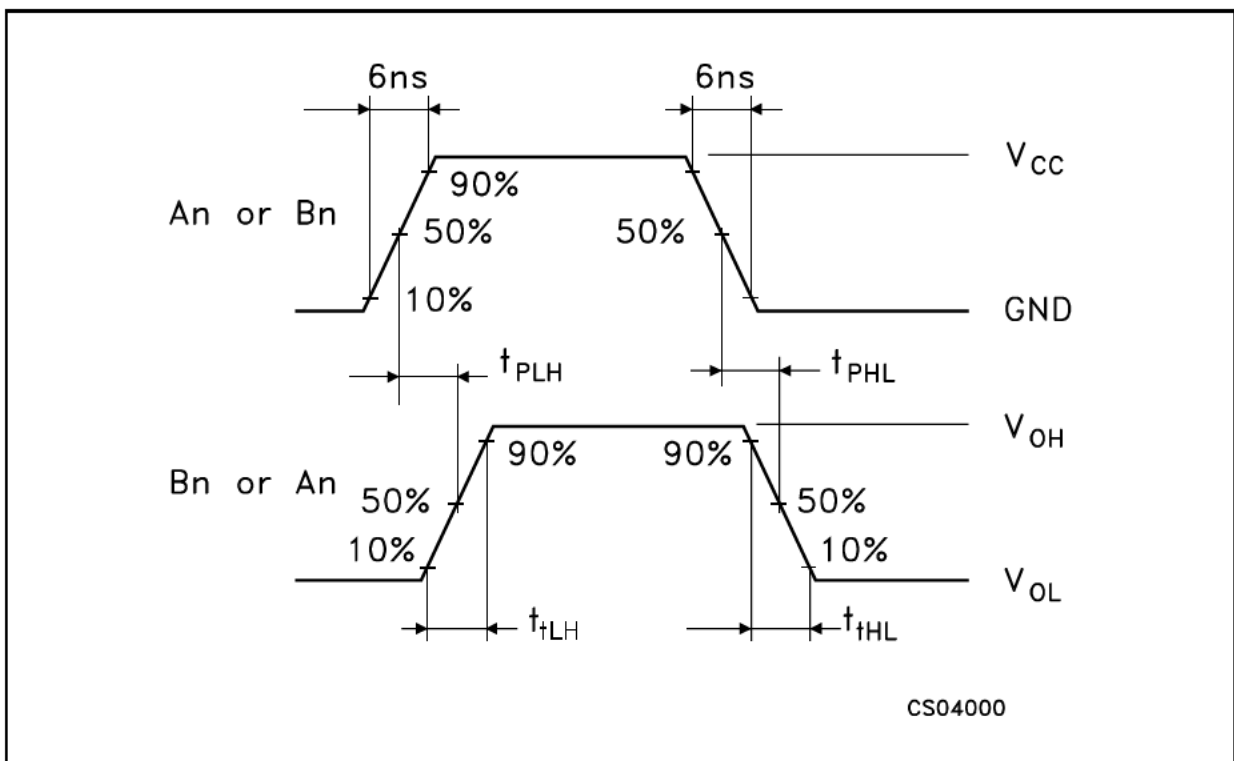 6ns 6ns
VCC
90%
An or Bn
50% 50%
10%
GND
tPLH tPHL
VOH
90% 90%
Bn or An
50% 50%
10% 10%
VOL
ttLH ttHL
CS04000